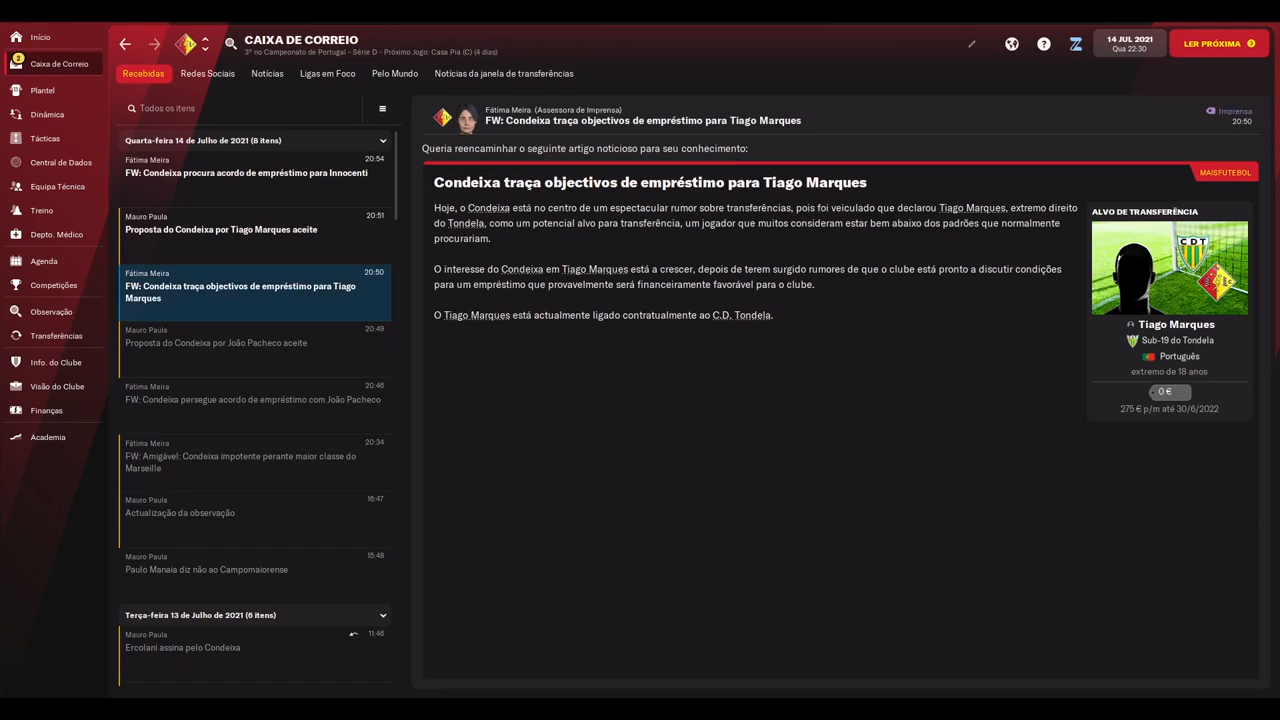 Início
2
Caixa de Correio
Plantel
Dinâmica
Tácticas
Central de Dados
Equipa Técnica
Treino
Depto. Médico
Agenda
Competições
Observação
Transferências
Info. do Clube
Visão do Clube
Finanças
Academia
CAIXA DE CORREIO
3º no Campeonato de Portugal - Série D - Próximo Jogo: Casa Pia (C) (4 dias)
14 JUL 2021
Qua 22:30
LER PRÓXIMA
Recebidas
Redes Sociais
Notícias
Ligas em Foco
Pelo Mundo
Notícias da janela de transferências
Todos os itens
Quarta-feira 14 de Julho de 2021 (8 itens)
Fátima Meira 20:54
FW: Condeixa procura acordo de empréstimo para Innocenti
Mauro Paula 20:51
Proposta do Condeixa por Tiago Marques aceite
Fátima Meira 20:50
FW: Condeixa traça objectivos de empréstimo para Tiago
Marques
Mauro Paula 20:49
Proposta do Condeixa por João Pacheco aceite
Fátima Meira 20:46
FW: Condeixa persegue acordo de empréstimo com João Pacheco
Fátima Meira 20:34
FW: Amigável: Condeixa impotente perante maior classe do
Marseille
Mauro Paula 16:47
Actualização da observação
Mauro Paula 15:48
Paulo Manaia diz não ao Campomaiorense
Terça-feira 13 de Julho de 2021 (6 itens)
Mauro Paula 11:46
Ercolani assina pelo Condeixa
Fátima Meira (Assessora de Imprensa)
FW: Condeixa traça objectivos de empréstimo para Tiago Marques
Imprensa
20:50
Queria reencaminhar o seguinte artigo noticioso para seu conhecimento:
MAISFUTEBOL
Condeixa traça objectivos de empréstimo para Tiago Marques
Hoje, o Condeixa está no centro de um espectacular rumor sobre transferências, pois foi veiculado que declarou Tiago Marques, extremo direito
do Tondela, como um potencial alvo para transferência, um jogador que muitos consideram estar bem abaixo dos padrões que normalmente
procurariam.
O interesse do Condeixa em Tiago Marques está a crescer, depois de terem surgido rumores de que o clube está pronto a discutir condições
para um empréstimo que provavelmente será financeiramente favorável para o clube.
O Tiago Marques está actualmente ligado contratualmente ao C.D. Tondela.
ALVO DE TRANSFERÊNCIA
CDT
Tiago Marques
Sub-19 do Tondela
Português
extremo de 18 anos
0 €
275 € p/m até 30/6/2022